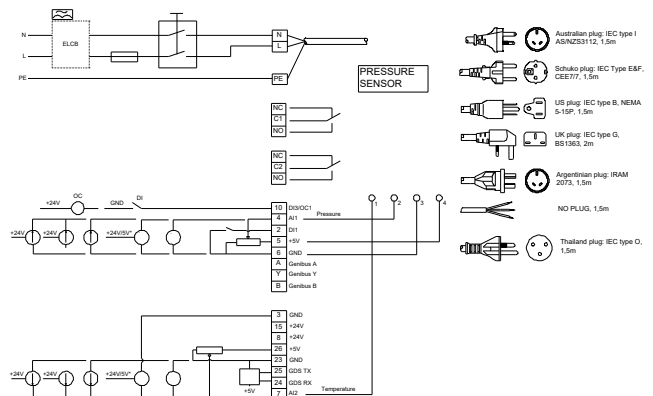 N
ELCB
L
PE
N
L
PE
PRESSURE
SENSOR
NC
C1
NO
NC
C2
NO
OC
+24V
GND
DI
10 DI3/OC1
4 AI1
Pressure
2 DI1
5 +5V
6 GND
A Genibus A
Y Genibus Y
B Genibus B
1
2
3
4
+24V
+24V
+24V/5V*
3 GND
15 +24V
8 +24V
26 +5V
23 GND
25 GDS TX
24 GDS RX
7 AI2
Temperature
+24V
+24V
+24V/5V*
+5V
Australian plug: IEC type I
AS/NZS3112, 1,5m
Schuko plug: IEC Type E&F,
CEE7/7, 1,5m
US plug: IEC type B, NEMA
5-15P, 1,5m
UK plug: IEC type G,
BS1363, 2m
Argentinian plug: IRAM
2073, 1,5m
NO PLUG, 1,5m
Thailand plug: IEC type O,
1,5m